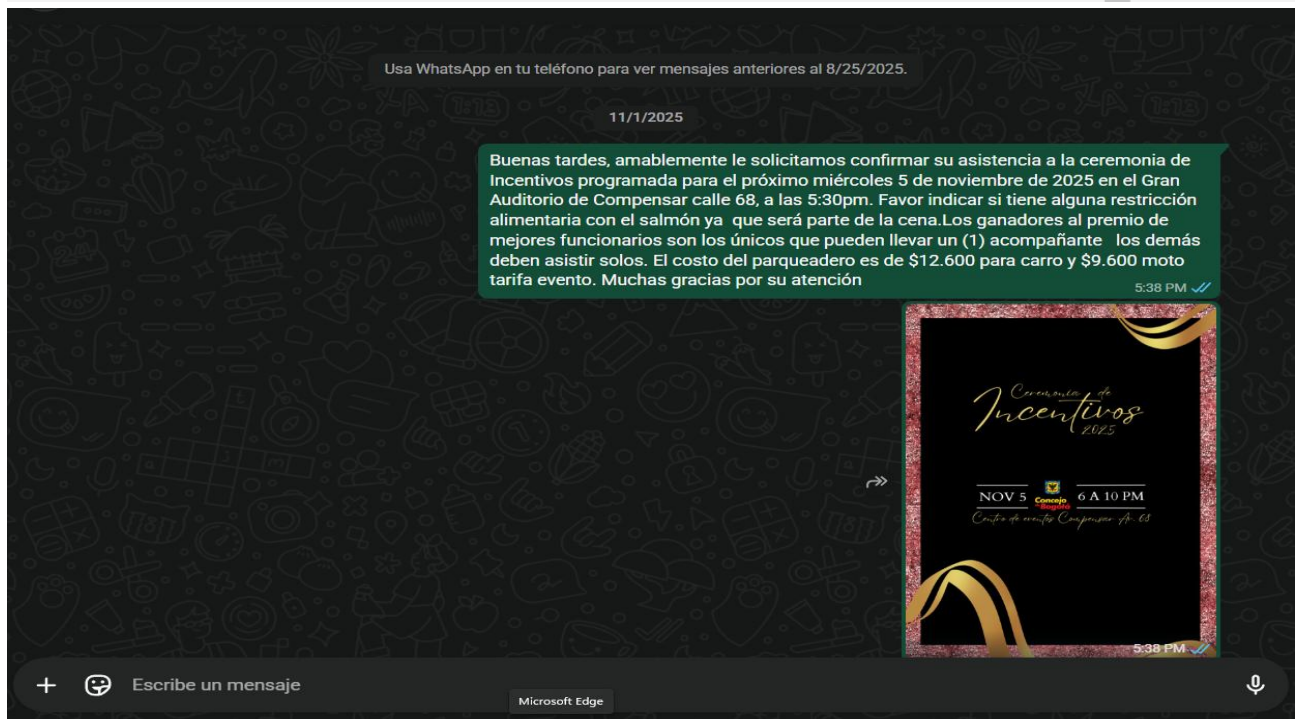 Usa WhatsApp en tu teléfono para ver mensajes anteriores al 8/25/2025.
11/1/2025
Buenas tardes, amablemente le solicitamos confirmar su asistencia a la ceremonia de
Incentivos programada para el próximo miércoles 5 de noviembre de 2025 en el Gran
Auditorio de Compensar calle 68, a las 5:30pm. Favor indicar si tiene alguna restricción
alimentaria con el salmón ya  que será parte de la cena.Los ganadores al premio de
mejores funcionarios son los únicos que pueden llevar un (1) acompañante   los demás
deben asistir solos. El costo del parqueadero es de $12.600 para carro y $9.600 moto
tarifa evento. Muchas gracias por su atención
5:38 PM
Ceremonia de
Incentivos
2025
NOV 5 Concejo de Bogotá 6 A 10 PM
Centro de eventos Compensar Av. 68
5:38 PM
Escribe un mensaje
Microsoft Edge